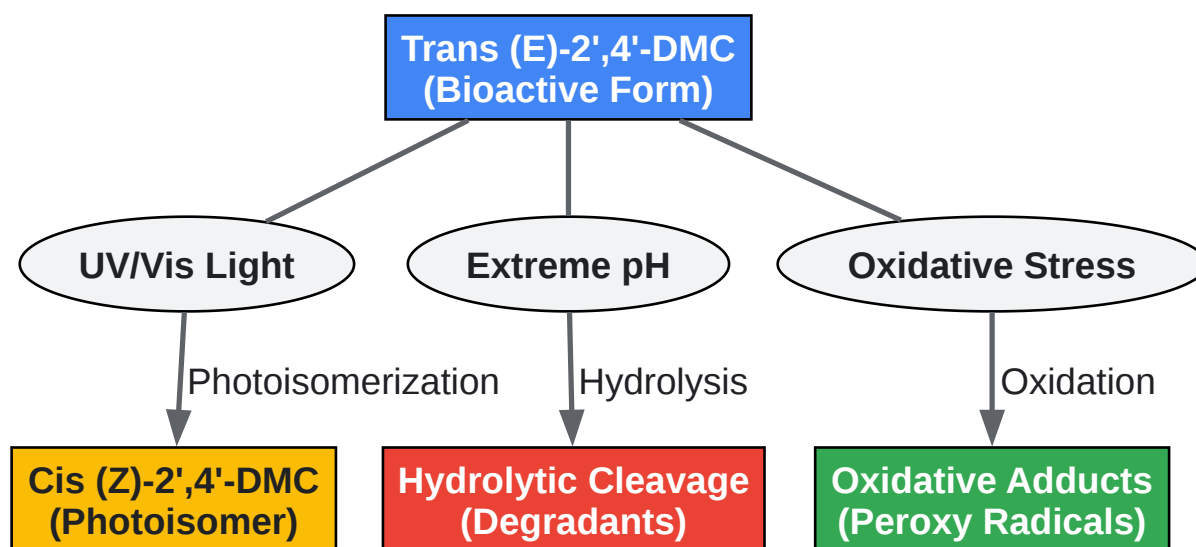 Trans (E)-2',4'-DMC
(Bioactive Form)
UV/Vis Light
Extreme pH
Oxidative Stress
Photoisomerization
Hydrolysis
Oxidation
Cis (Z)-2',4'-DMC
(Photoisomer)
Hydrolytic Cleavage
(Degradants)
Oxidative Adducts
(Peroxy Radicals)